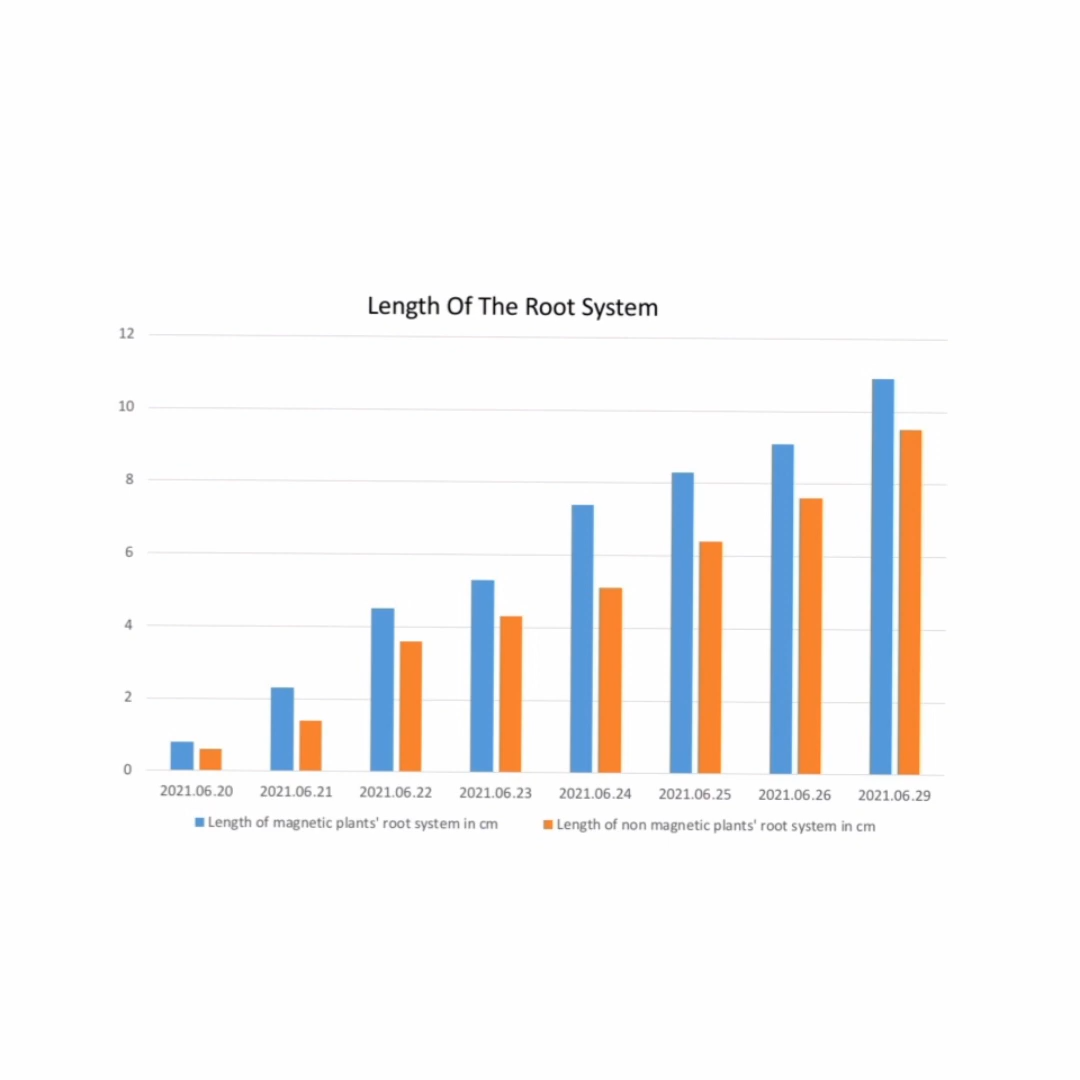 Length Of The Root System
12
10
8
6
4
2
0
2021.06.20 2021.06.21 2021.06.22 2021.06.23 2021.06.24 2021.06.25 2021.06.26 2021.06.29
Length of magnetic plants' root system in cm Length of non magnetic plants' root system in cm